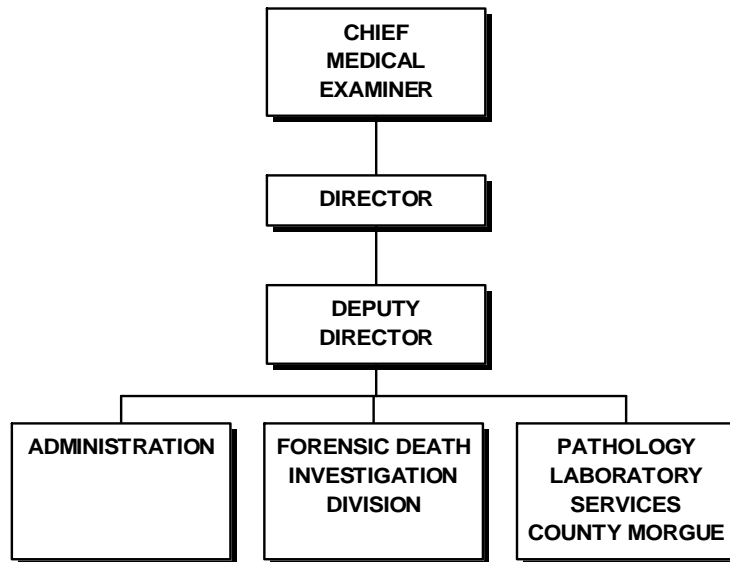 CHIEF
MEDICAL
EXAMINER
DIRECTOR
DEPUTY
DIRECTOR
ADMINISTRATION
FORENSIC DEATH
INVESTIGATION
DIVISION
PATHOLOGY
LABORATORY
SERVICES
COUNTY MORGUE